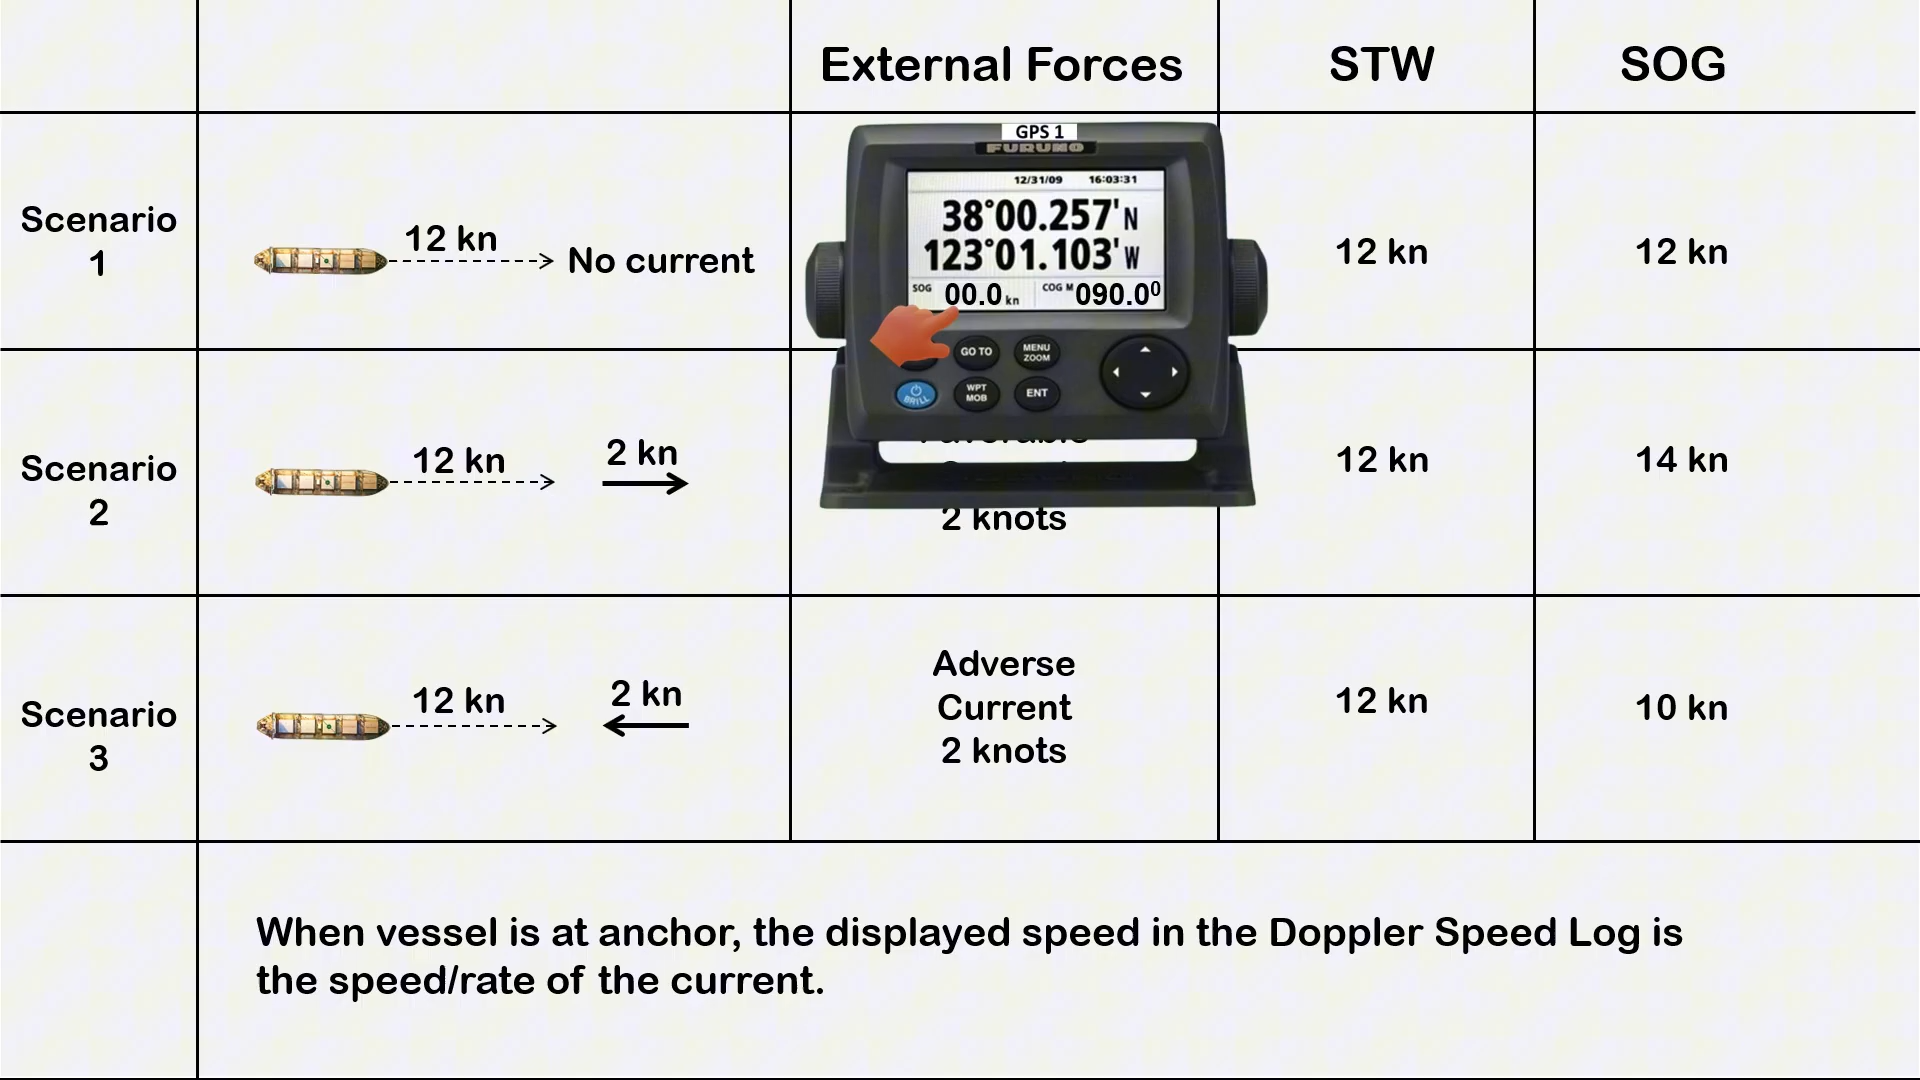 External Forces
STW
SOG
Scenario
1
12 kn
No current
12 kn
12 kn
GPS 1
FURUNO
12/31/09 16:03:31
38°00.257' N
123°01.103' W
SOG 00.0 kn COG M 090.0⁰
GO TO
MENU
ZOOM
BRILL
WPT
MOB
ENT
Scenario
2
12 kn
2 kn
2 knots
12 kn
14 kn
Scenario
3
12 kn
2 kn
Adverse
Current
2 knots
12 kn
10 kn
When vessel is at anchor, the displayed speed in the Doppler Speed Log is
the speed/rate of the current.